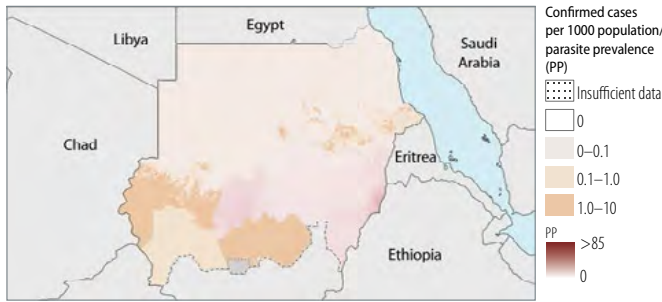 Libya
Egypt
Saudi
Arabia
Chad
Eritrea
Ethiopia
Confirmed cases
per 1000 population/
parasite prevalence
(PP)
Insufficient data
0
0–0.1
0.1–1.0
1.0–10
PP
>85
0